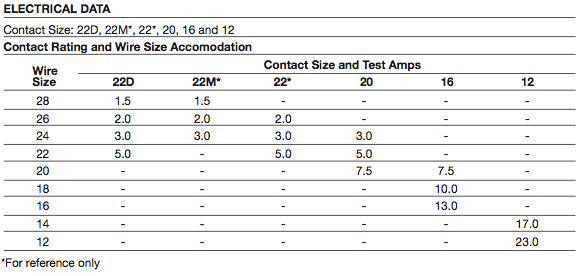 ELECTRICAL DATA
Contact Size: 22D, 22M*, 22*, 20, 16 and 12
Contact Rating and Wire Size Accomodation
Wire Size Contact Size and Test Amps
22D 22M* 22* 20 16 12
28 1.5 1.5 - - - -
26 2.0 2.0 2.0 - - -
24 3.0 3.0 3.0 3.0 - -
22 5.0 - 5.0 5.0 - -
20 - - - 7.5 7.5 -
18 - - - - 10.0 -
16 - - - - 13.0 -
14 - - - - - 17.0
12 - - - - - 23.0
*For reference only